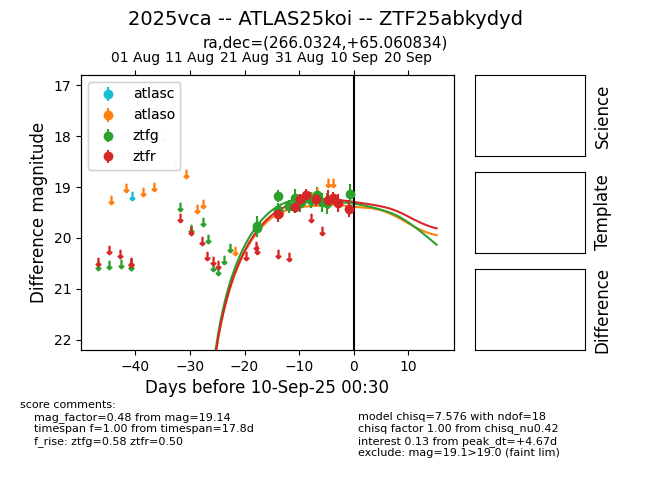 2025vca -- ATLAS25koi -- ZTF25abkydyd
ra,dec=(266.0324,+65.060834)
01 Aug 11 Aug 21 Aug 31 Aug 10 Sep 20 Sep
17
18
19
20
21
22
Difference magnitude
atlasc
atlaso
ztfg
ztfr
−40 −30 −20 −10 0 10
Days before 10-Sep-25 00:30
Science
Template
Difference
score comments:
mag_factor=0.48 from mag=19.14
timespan f=1.00 from timespan=17.8d
f_rise: ztfg=0.58 ztfr=0.50
model chisq=7.576 with ndof=18
chisq factor 1.00 from chisq_nu0.42
interest 0.13 from peak_dt=+4.67d
exclude: mag=19.1>19.0 (faint lim)